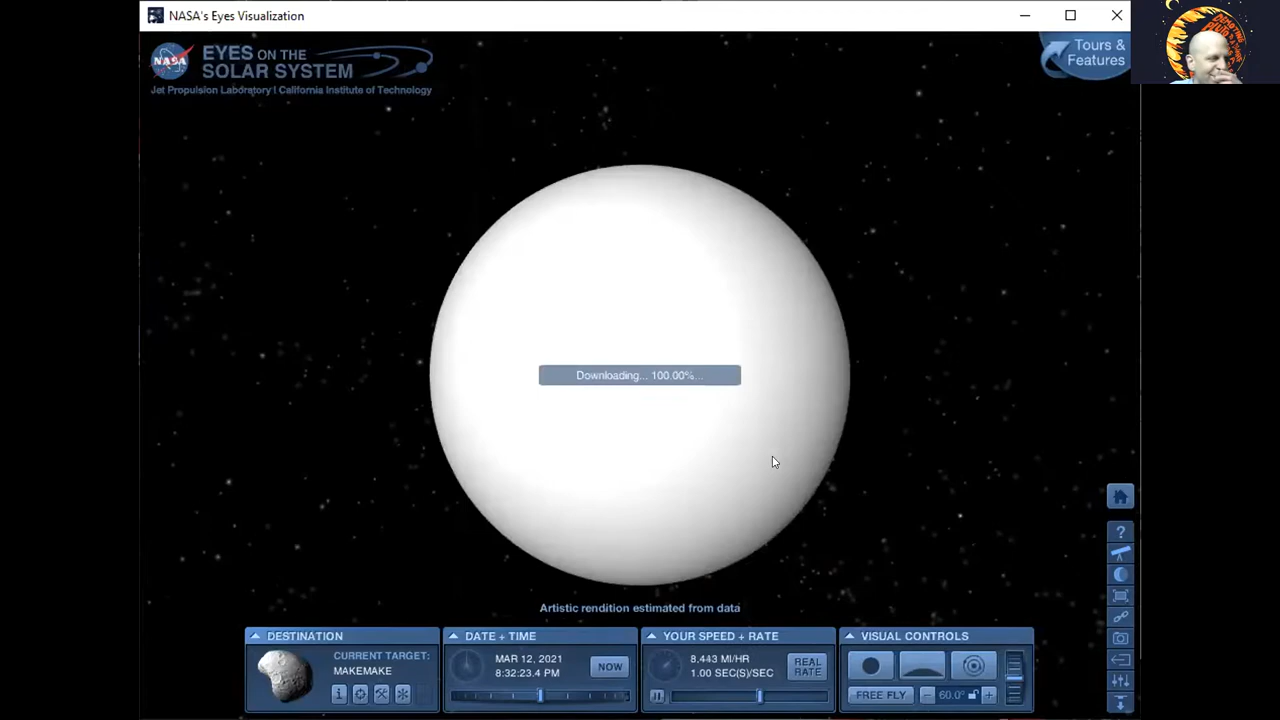 NASA's Eyes Visualization
NASA
EYES ON THE
SOLAR SYSTEM
Jet Propulsion Laboratory | California Institute of Technology
Tours &
Features
Downloading... 100.00%...
Artistic rendition estimated from data
DESTINATION
CURRENT TARGET:
MAKEMAKE
DATE + TIME
MAR 12, 2021
8:32:23.4 PM
NOW
YOUR SPEED + RATE
8,443 MI/HR
1.00 SEC(S)/SEC
REAL
RATE
VISUAL CONTROLS
FREE FLY
60.0°
?